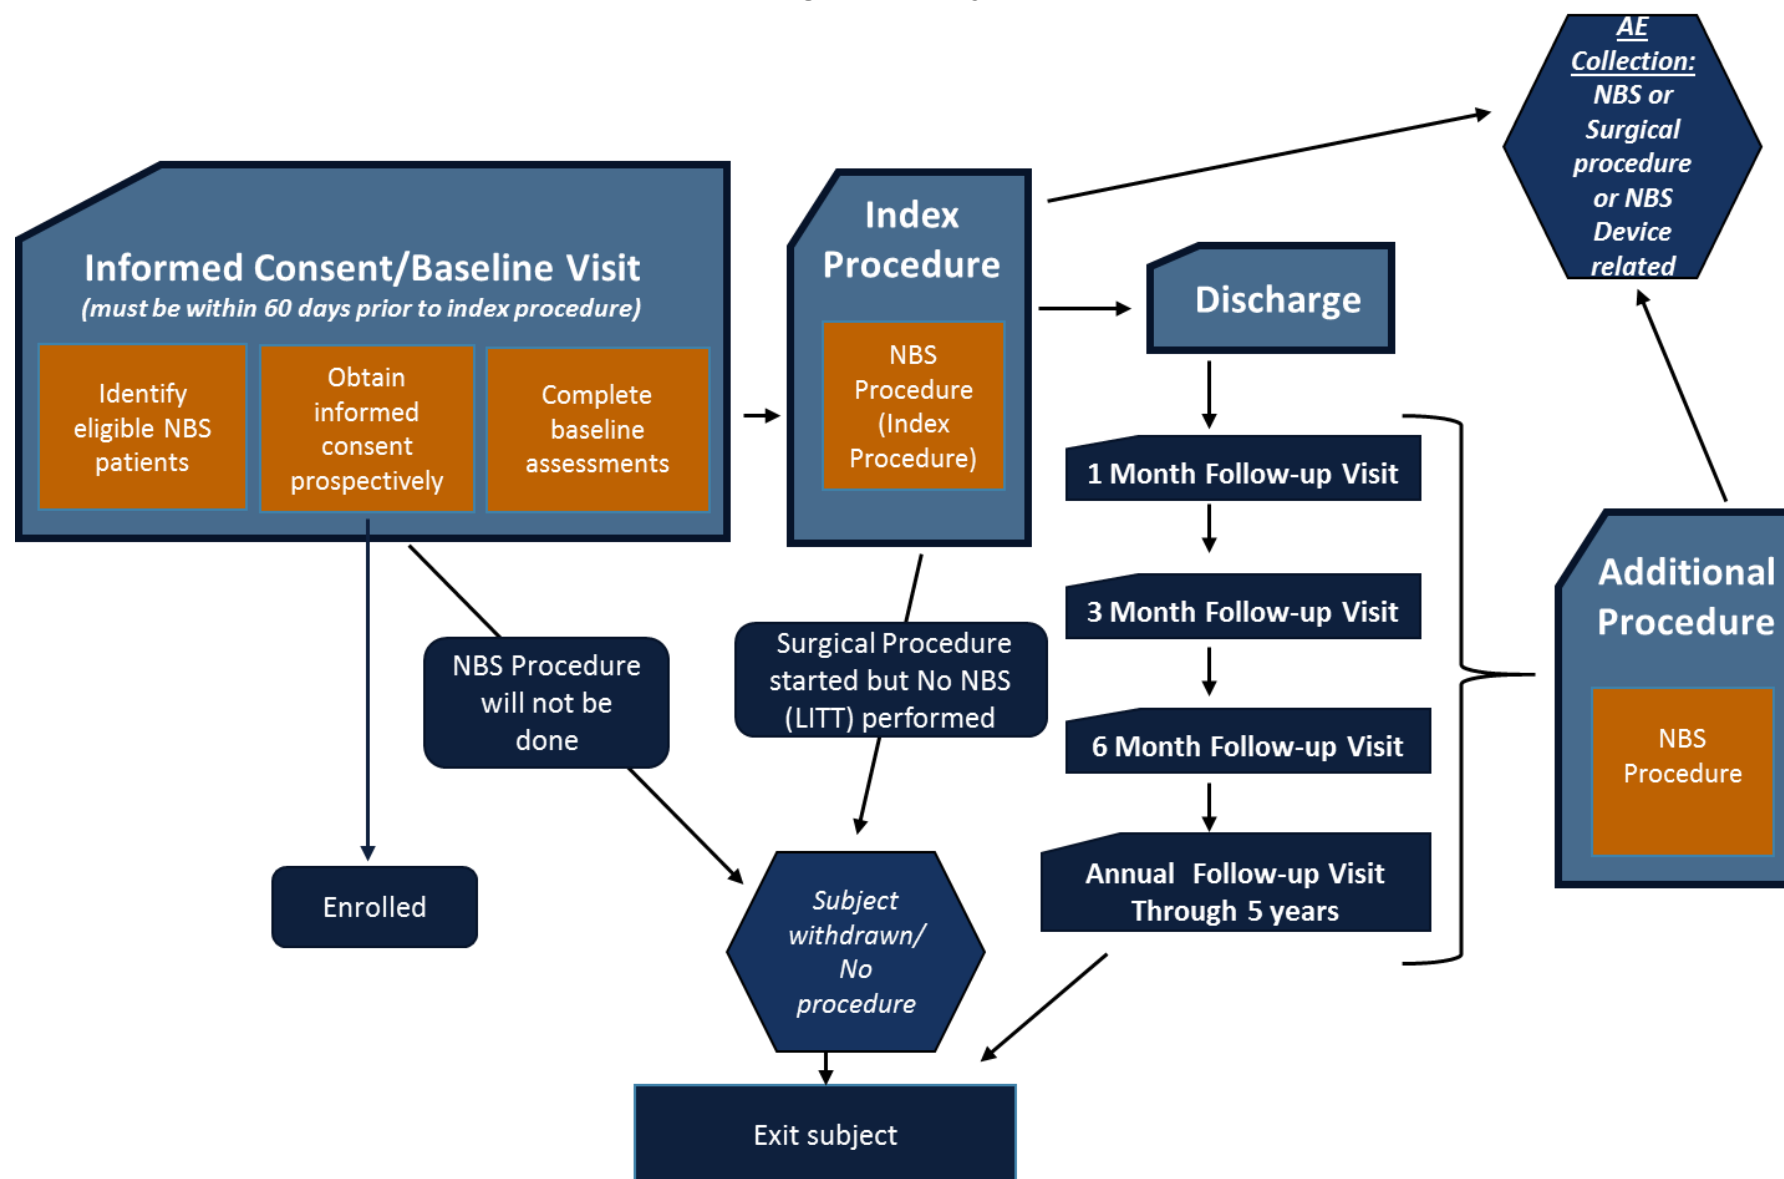 AE
Collection:
NBS or
Surgical
procedure
or NBS
Device
related
Informed Consent/Baseline Visit
(must be within 60 days prior to index procedure)
Identify
eligible NBS
patients
Obtain
informed
consent
prospectively
Complete
baseline
assessments
Index
Procedure
NBS
Procedure
(Index
Procedure)
Discharge
1 Month Follow-up Visit
3 Month Follow-up Visit
6 Month Follow-up Visit
Annual Follow-up Visit
Through 5 years
Additional
Procedure
NBS
Procedure
NBS Procedure
will not be
done
Surgical Procedure
started but No NBS
(LITT) performed
Enrolled
Subject
withdrawn/
No
procedure
Exit subject